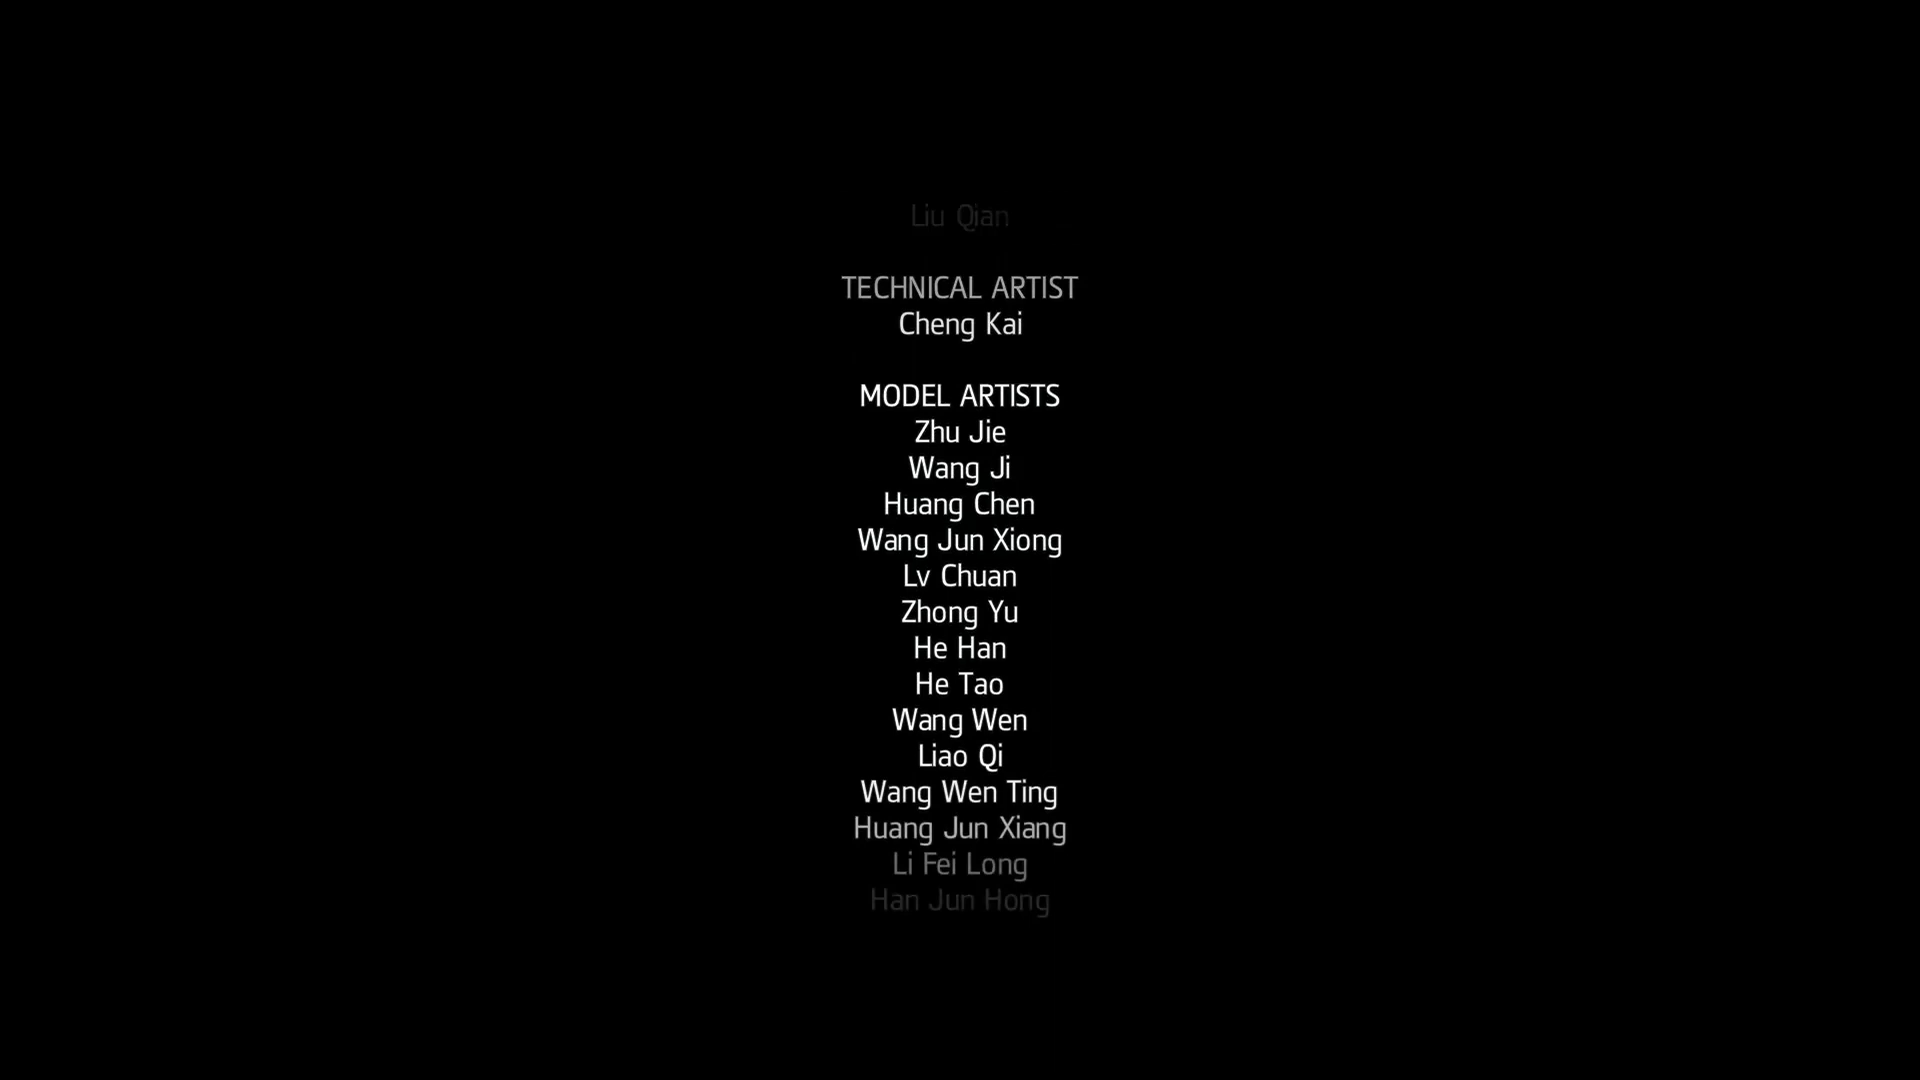 Liu Qian
TECHNICAL ARTIST
Cheng Kai
MODEL ARTISTS
Zhu Jie
Wang Ji
Huang Chen
Wang Jun Xiong
Lv Chuan
Zhong Yu
He Han
He Tao
Wang Wen
Liao Qi
Wang Wen Ting
Huang Jun Xiang
Li Fei Long
Han Jun Hong